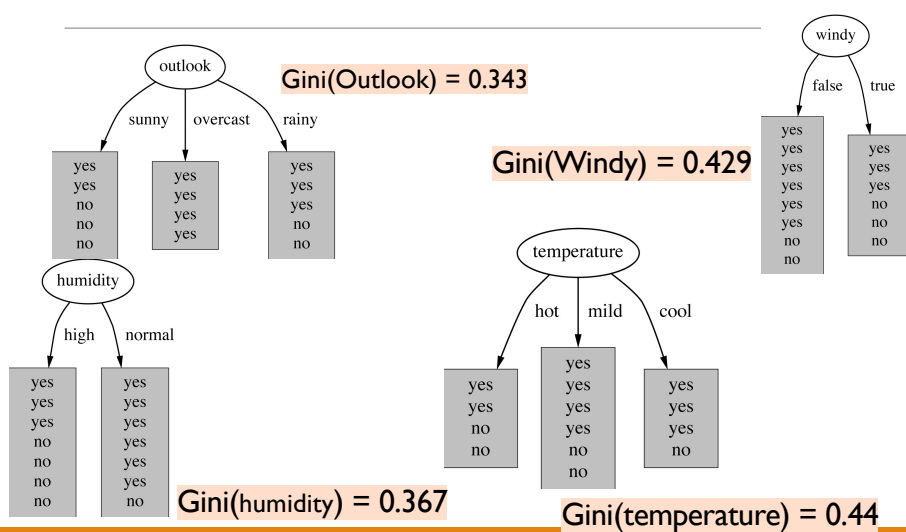 outlook
Gini(Outlook) = 0.343
sunny overcast rainy
yes
yes
no
no
no
yes
yes
yes
yes
yes
yes
yes
no
no
windy
false true
Gini(Windy) = 0.429
yes
yes
yes
yes
yes
yes
no
no
yes
yes
yes
no
no
no
humidity
high normal
yes
yes
yes
no
no
no
no
yes
yes
yes
yes
yes
yes
no
Gini(humidity) = 0.367
temperature
hot mild cool
yes
yes
no
no
yes
yes
yes
yes
no
no
yes
yes
yes
no
Gini(temperature) = 0.44